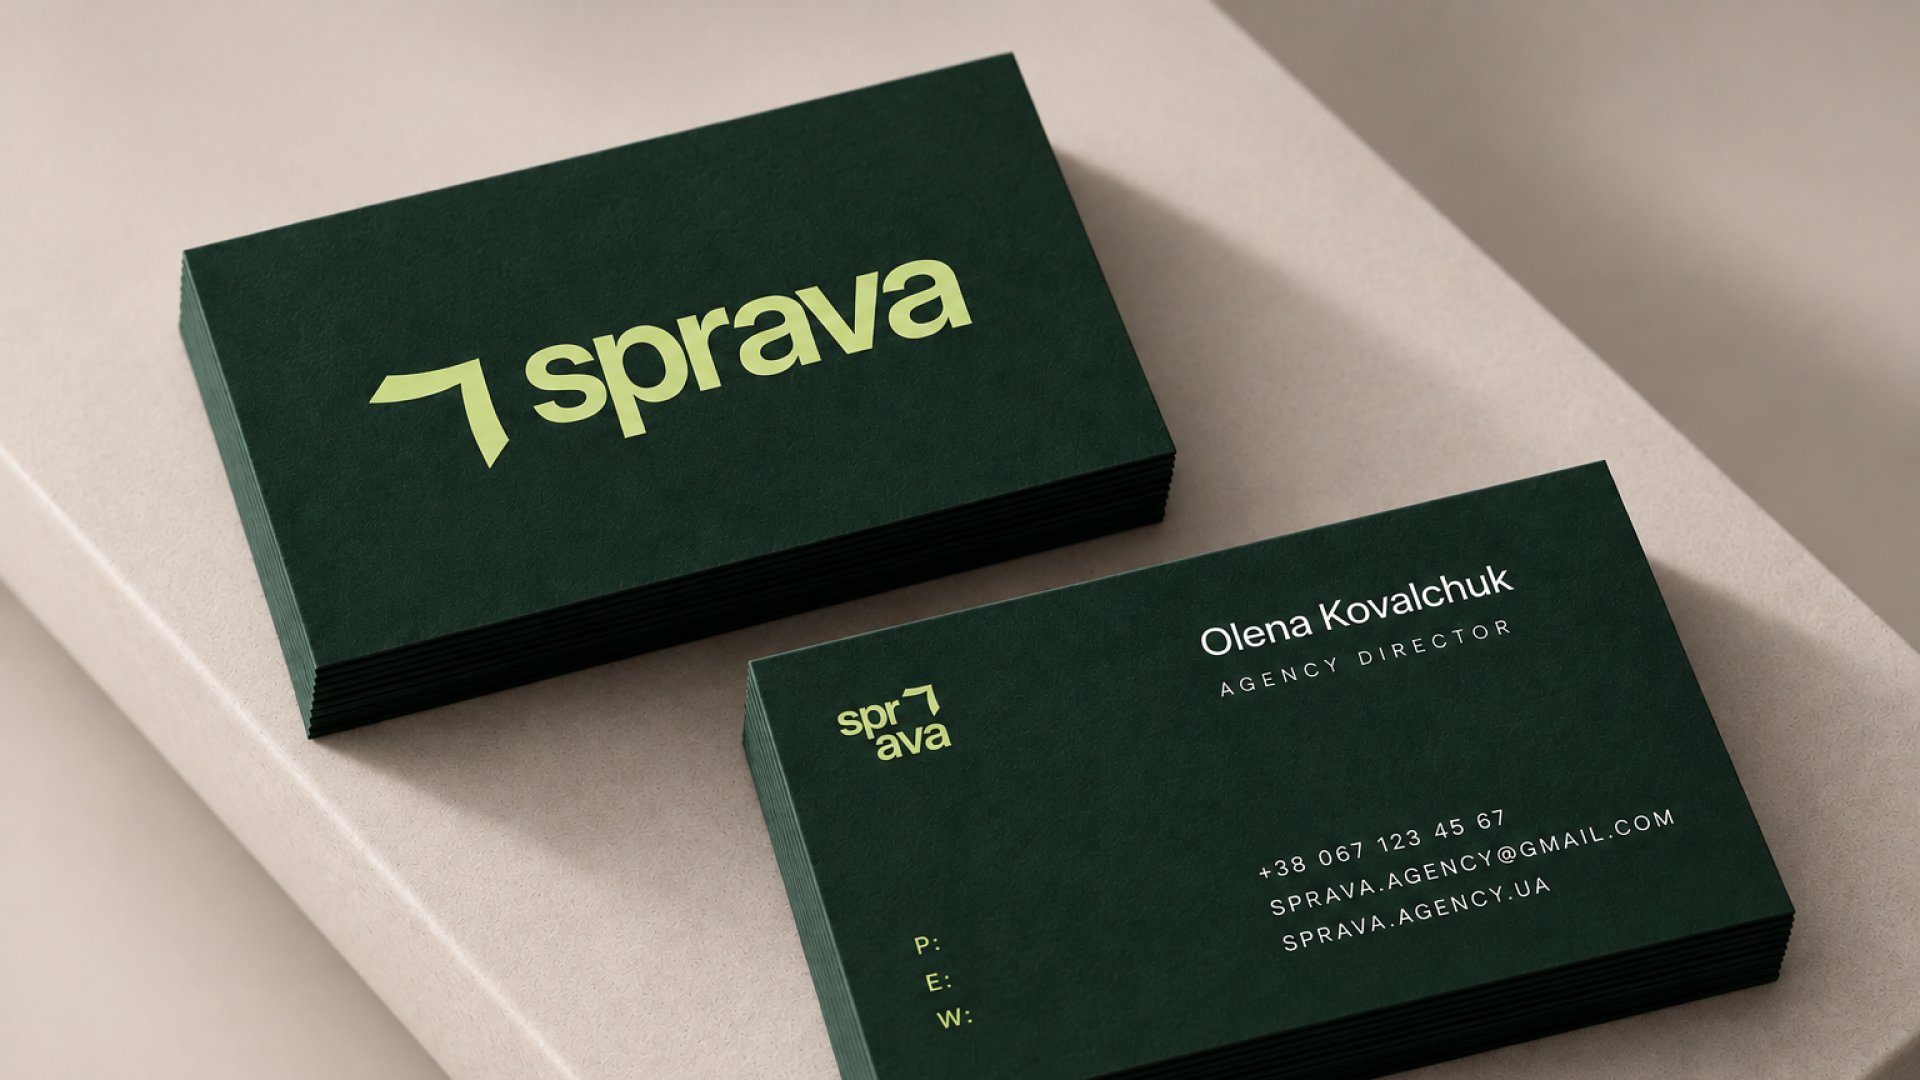 sprava
Olena Kovalchuk
AGENCY DIRECTOR
spr
ava
P: +38 067 123 45 67
E: SPRAVA.AGENCY@GMAIL.COM
W: SPRAVA.AGENCY.UA